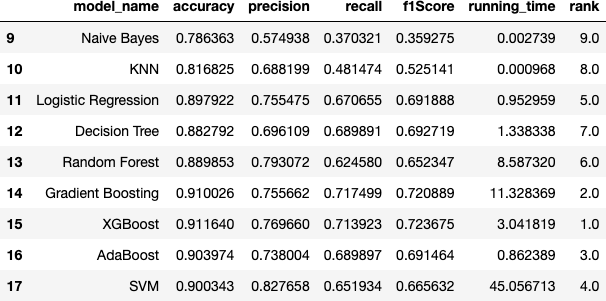 model_name accuracy precision recall f1Score running_time rank
9 Naive Bayes 0.786363 0.574938 0.370321 0.359275 0.002739 9.0
10 KNN 0.816825 0.688199 0.481474 0.525141 0.000968 8.0
11 Logistic Regression 0.897922 0.755475 0.670655 0.691888 0.952959 5.0
12 Decision Tree 0.882792 0.696109 0.689891 0.692719 1.338338 7.0
13 Random Forest 0.889853 0.793072 0.624580 0.652347 8.587320 6.0
14 Gradient Boosting 0.910026 0.755662 0.717499 0.720889 11.328369 2.0
15 XGBoost 0.911640 0.769660 0.713923 0.723675 3.041819 1.0
16 AdaBoost 0.903974 0.738004 0.689897 0.691464 0.862389 3.0
17 SVM 0.900343 0.827658 0.651934 0.665632 45.056713 4.0